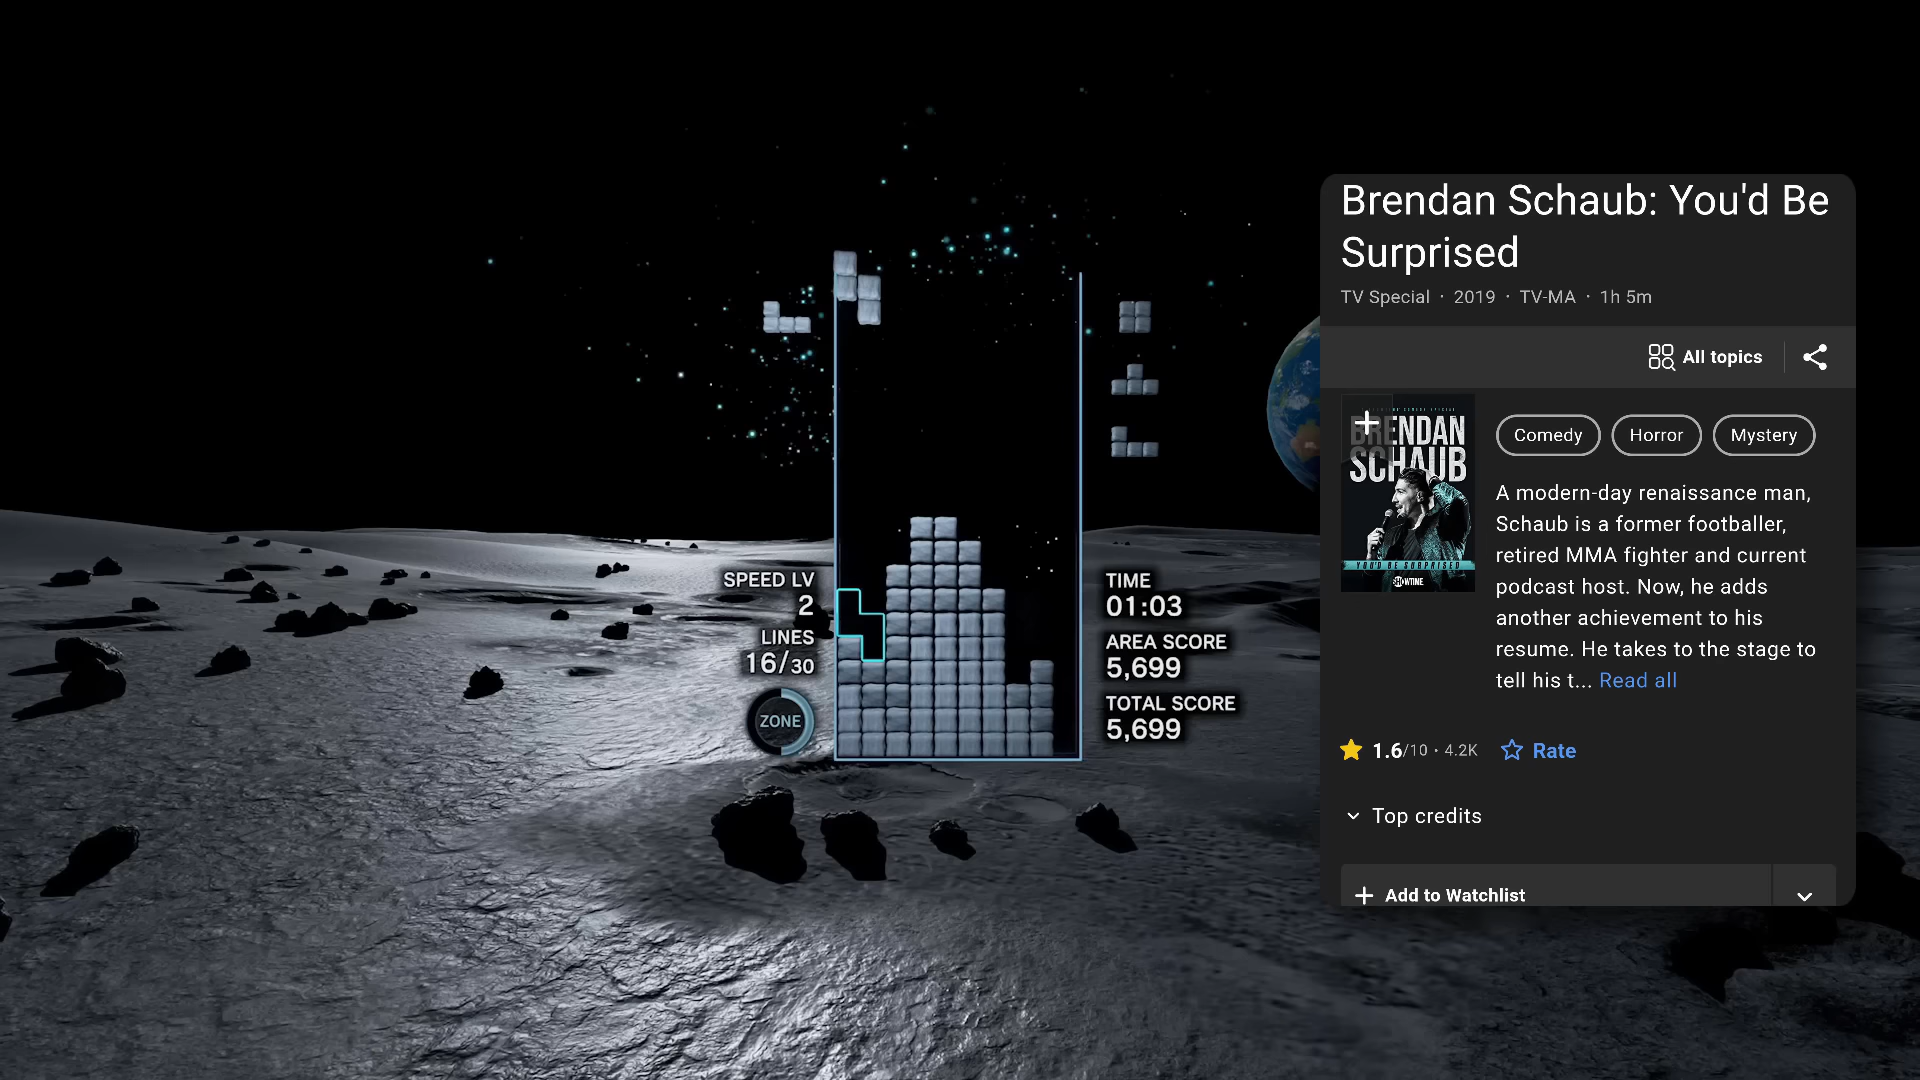 SPEED LV
2
LINES
16/30
ZONE
TIME
01:03
AREA SCORE
5,699
TOTAL SCORE
5,699
Brendan Schaub: You'd Be
Surprised
TV Special · 2019 · TV-MA · 1h 5m
All topics
BRENDAN
SCHAUB
YOU'D BE SURPRISED
SHOWTIME
Comedy
Horror
Mystery
A modern-day renaissance man,
Schaub is a former footballer,
retired MMA fighter and current
podcast host. Now, he adds
another achievement to his
resume. He takes to the stage to
tell his t... Read all
1.6/10 · 4.2K
Rate
Top credits
Add to Watchlist